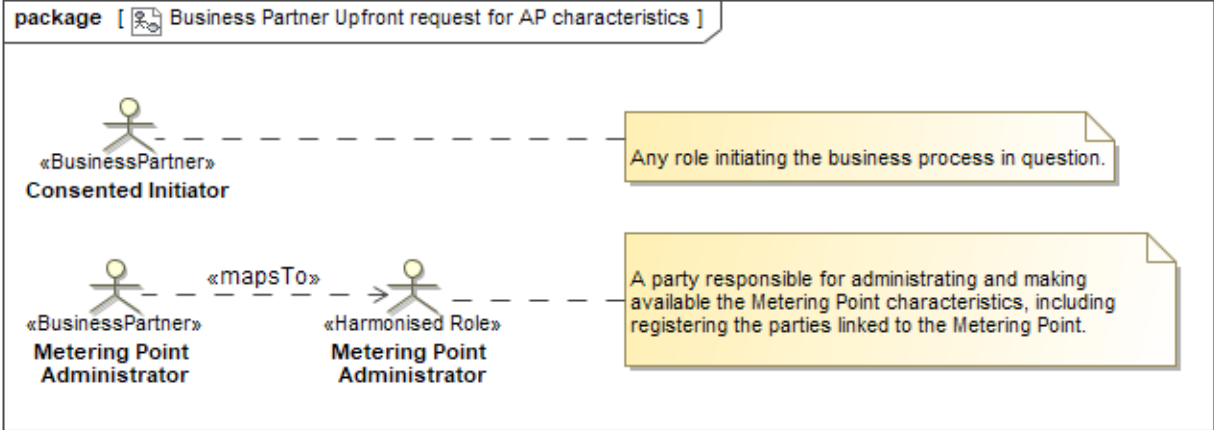 package [ Business Partner Upfront request for AP characteristics ]
«BusinessPartner»
Consented Initiator
Any role initiating the business process in question.
«BusinessPartner»
Metering Point
Administrator
«mapsTo»
«Harmonised Role»
Metering Point
Administrator
A party responsible for administrating and making
available the Metering Point characteristics, including
registering the parties linked to the Metering Point.